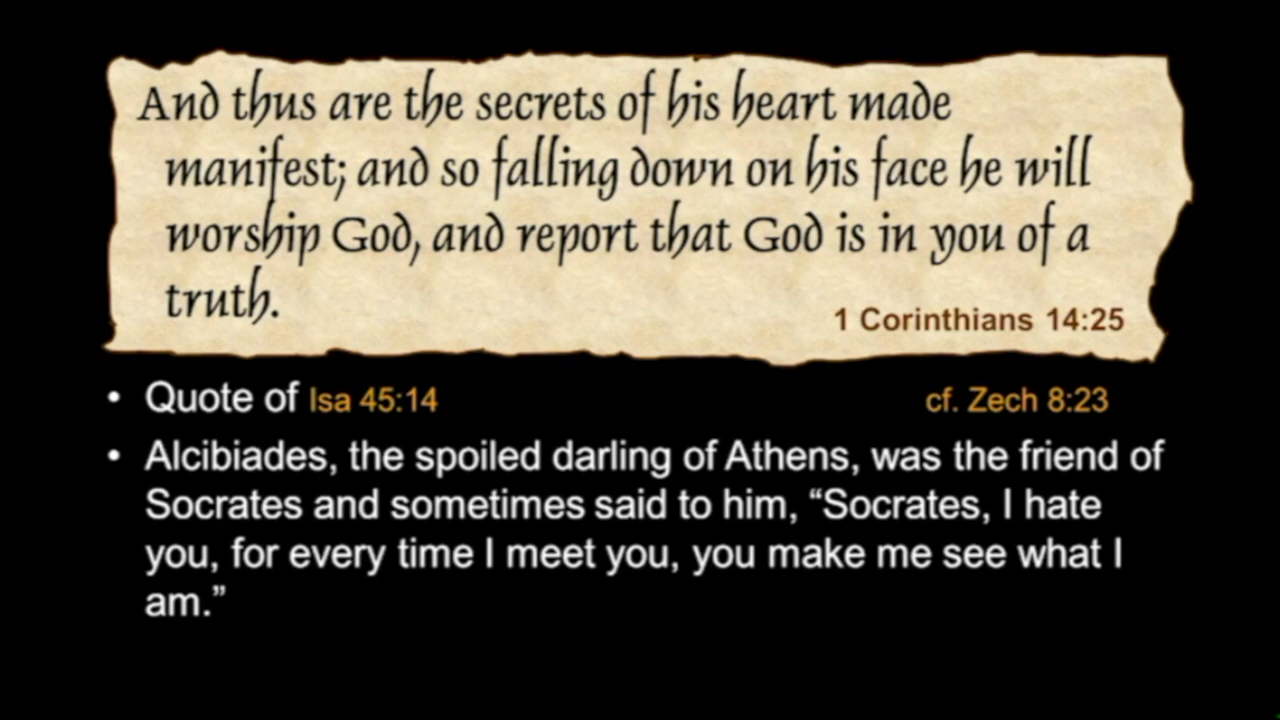 And thus are the secrets of his heart made
manifest; and so falling down on his face he will
worship God, and report that God is in you of a
truth.
1 Corinthians 14:25
• Quote of Isa 45:14 cf. Zech 8:23
• Alcibiades, the spoiled darling of Athens, was the friend of
Socrates and sometimes said to him, “Socrates, I hate
you, for every time I meet you, you make me see what I
am.”